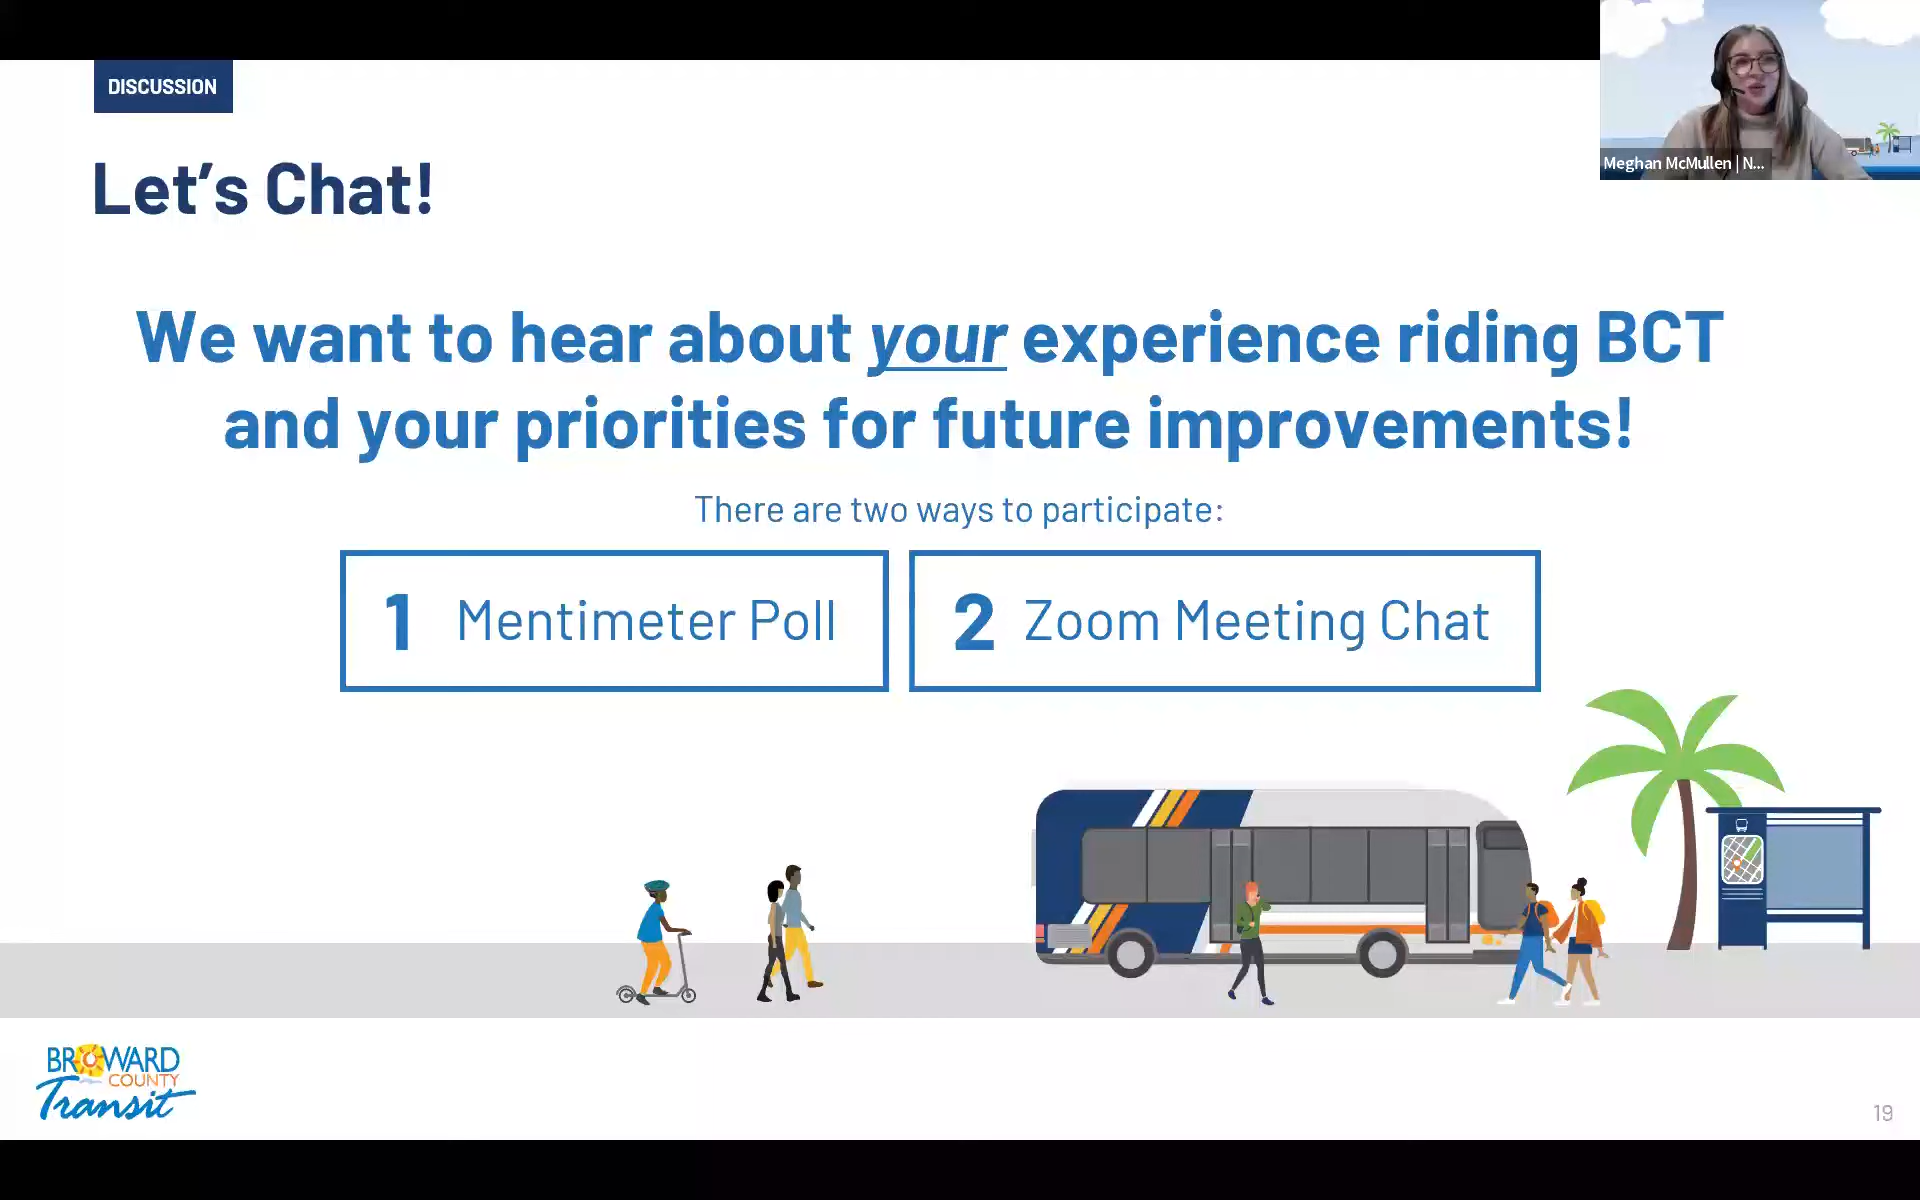 DISCUSSION
Let's Chat!
We want to hear about your experience riding BCT
and your priorities for future improvements!
There are two ways to participate:
1 Mentimeter Poll
2 Zoom Meeting Chat
Meghan McMullen | N...
BROWARD
COUNTY
Transit
19